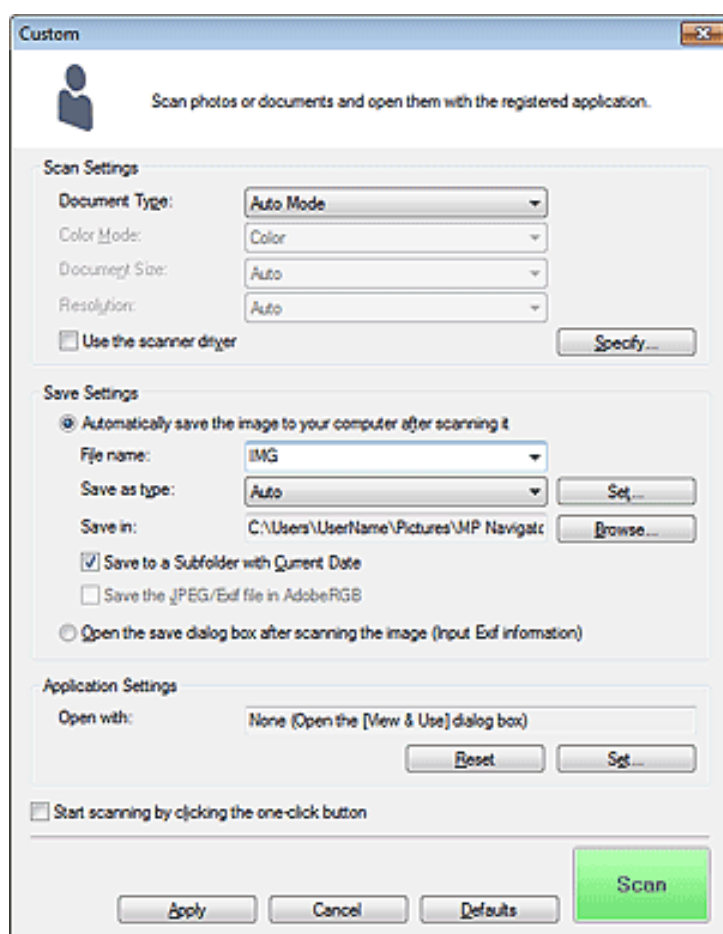 Custom
Scan photos or documents and open them with the registered application.
Scan Settings
Document Type: Auto Mode
Color Mode: Color
Document Size: Auto
Resolution: Auto
Use the scanner driver Specify...
Save Settings
Automatically save the image to your computer after scanning it
File name: IMG
Save as type: Auto Set...
Save in: C:\Users\UserName\Pictures\MP Navigatc Browse...
Save to a Subfolder with Current Date
Save the JPEG/Exif file in AdobeRGB
Open the save dialog box after scanning the image (Input Exif information)
Application Settings
Open with: None (Open the [View & Use] dialog box)
Reset Set...
Start scanning by clicking the one-click button
Scan
Apply Cancel Defaults